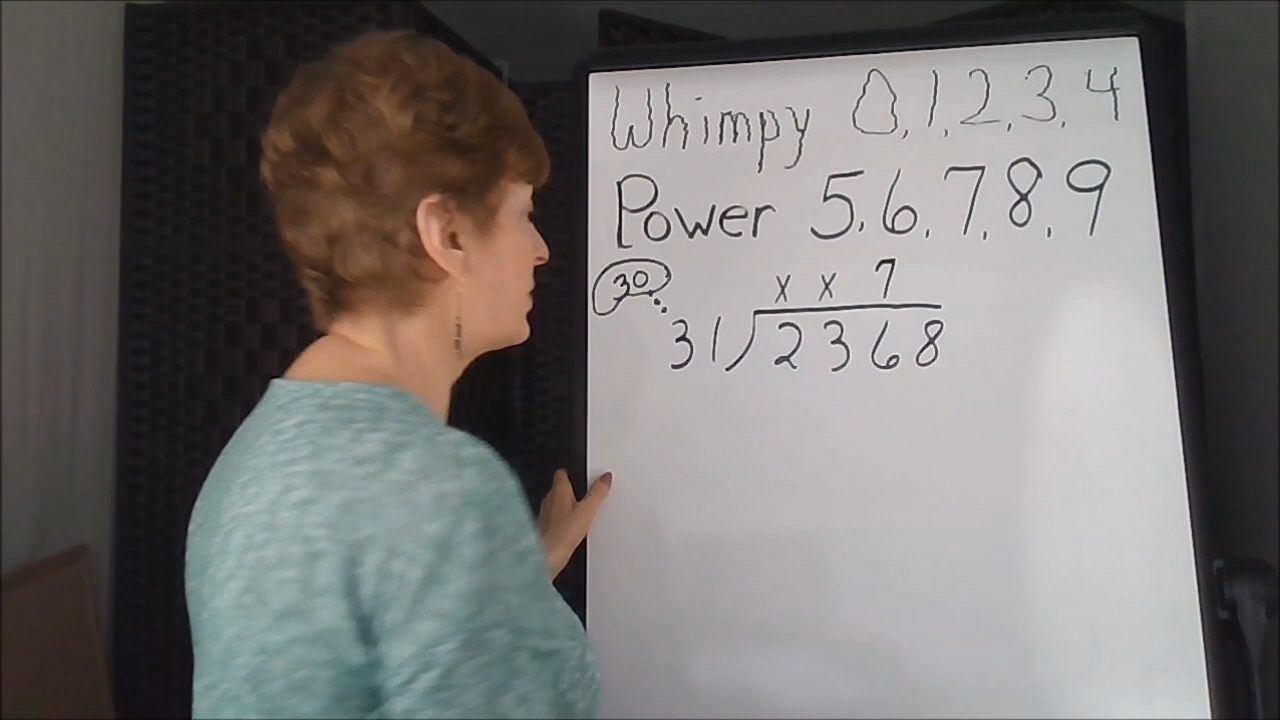 Whimpy 0, 1, 2, 3, 4
Power 5, 6, 7, 8, 9
30
x x 7
31)2368